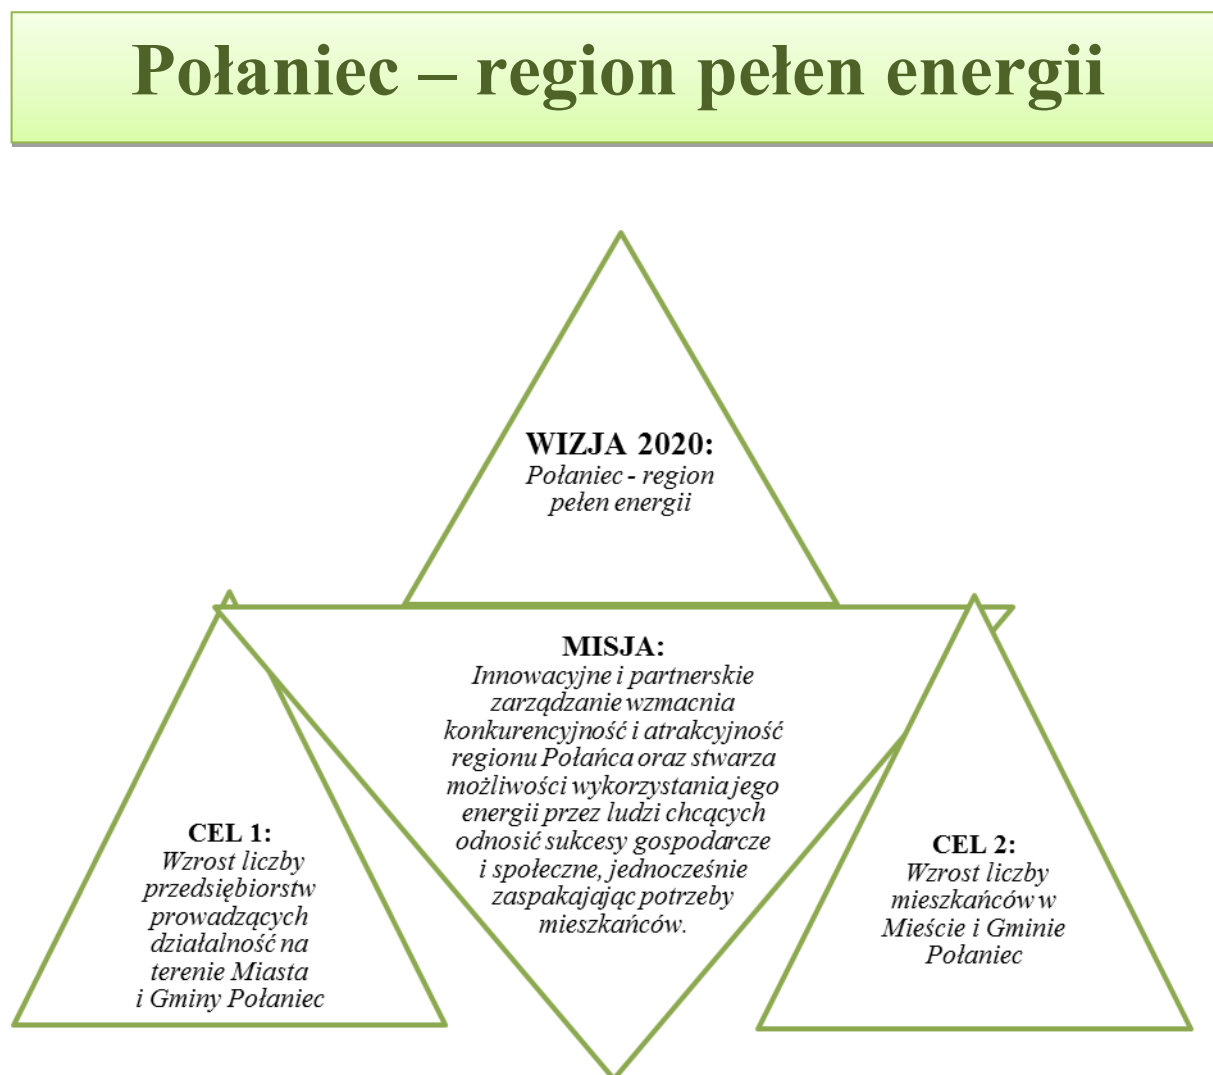 Połaniec – region pełen energii
WIZJA 2020:
Połaniec - region
pełen energii
MISJA:
Innowacyjne i partnerskie
zarządzanie wzmacnia
konkurencyjność i atrakcyjność
regionu Połańca oraz stwarza
możliwości wykorzystania jego
energii przez ludzi chcących
odnosić sukcesy gospodarcze
i społeczne, jednocześnie
zaspakajając potrzeby
mieszkańców.
CEL 1:
Wzrost liczby
przedsiębiorstw
prowadzących
działalność na
terenie Miasta
i Gminy Połaniec
CEL 2:
Wzrost liczby
mieszkańców w
Mieście i Gminie
Połaniec